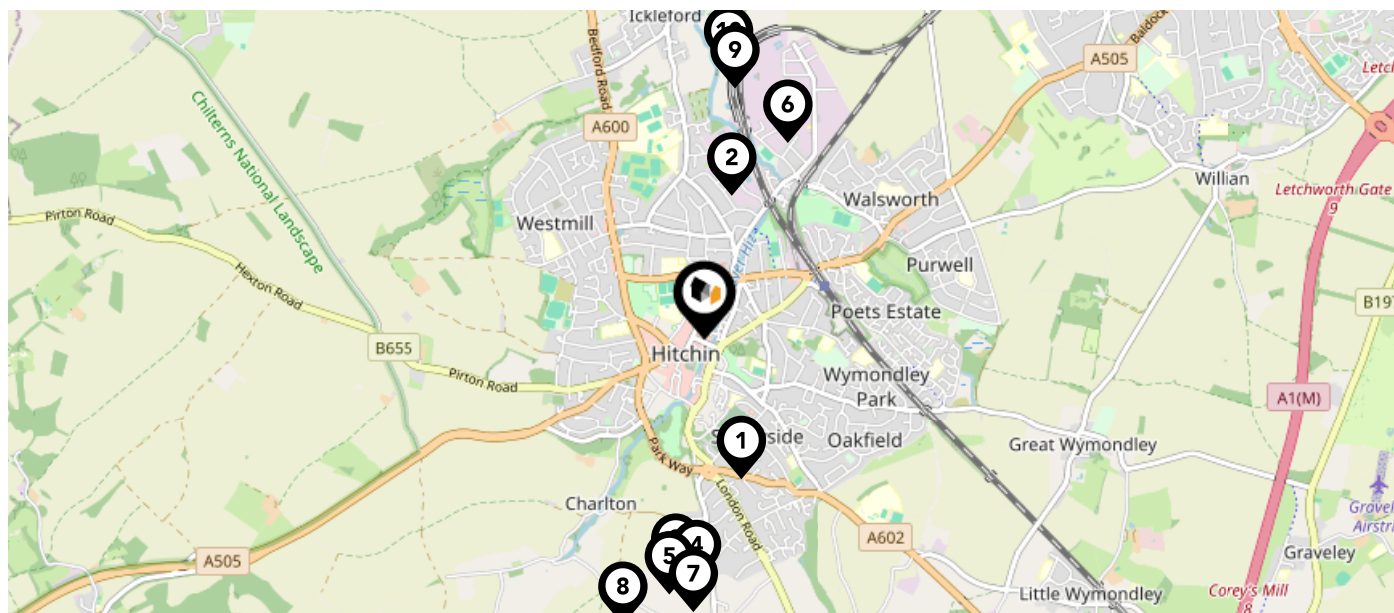 Ickleford
Bedford Road
9
6
2
A600
A505
Baldock
10
Chilterns National Landscape
Walsworth
Willian
Letchworth Gate
9
Pirton Road
Westmill
Hexton Road
Purwell
Poets Estate
B655
Hitchin
Pirton Road
Wymondley
Park
A1(M)
1
Oakfield
Great Wymondley
Park Way
London Road
Charlton
A505
4
5
7
8
A602
Graveley
Little Wymondley
Corey's Mill
8